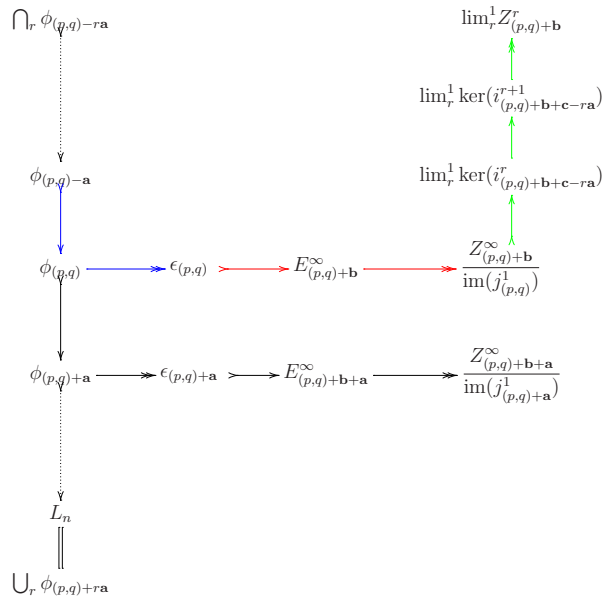 ⋂_r ϕ_{(p,q)−r𝐚} lim^1_r Z^r_{(p,q)+𝐛}
lim^1_r ker(i^{r+1}_{(p,q)+𝐛+𝐜−r𝐚})
ϕ_{(p,q)−𝐚} lim^1_r ker(i^r_{(p,q)+𝐛+𝐜−r𝐚})
ϕ_{(p,q)} ϵ_{(p,q)} E^∞_{(p,q)+𝐛} Z^∞_{(p,q)+𝐛} / im(j^1_{(p,q)})
ϕ_{(p,q)+𝐚} ϵ_{(p,q)+𝐚} E^∞_{(p,q)+𝐛+𝐚} Z^∞_{(p,q)+𝐛+𝐚} / im(j^1_{(p,q)+𝐚})
L_n
⋃_r ϕ_{(p,q)+r𝐚}